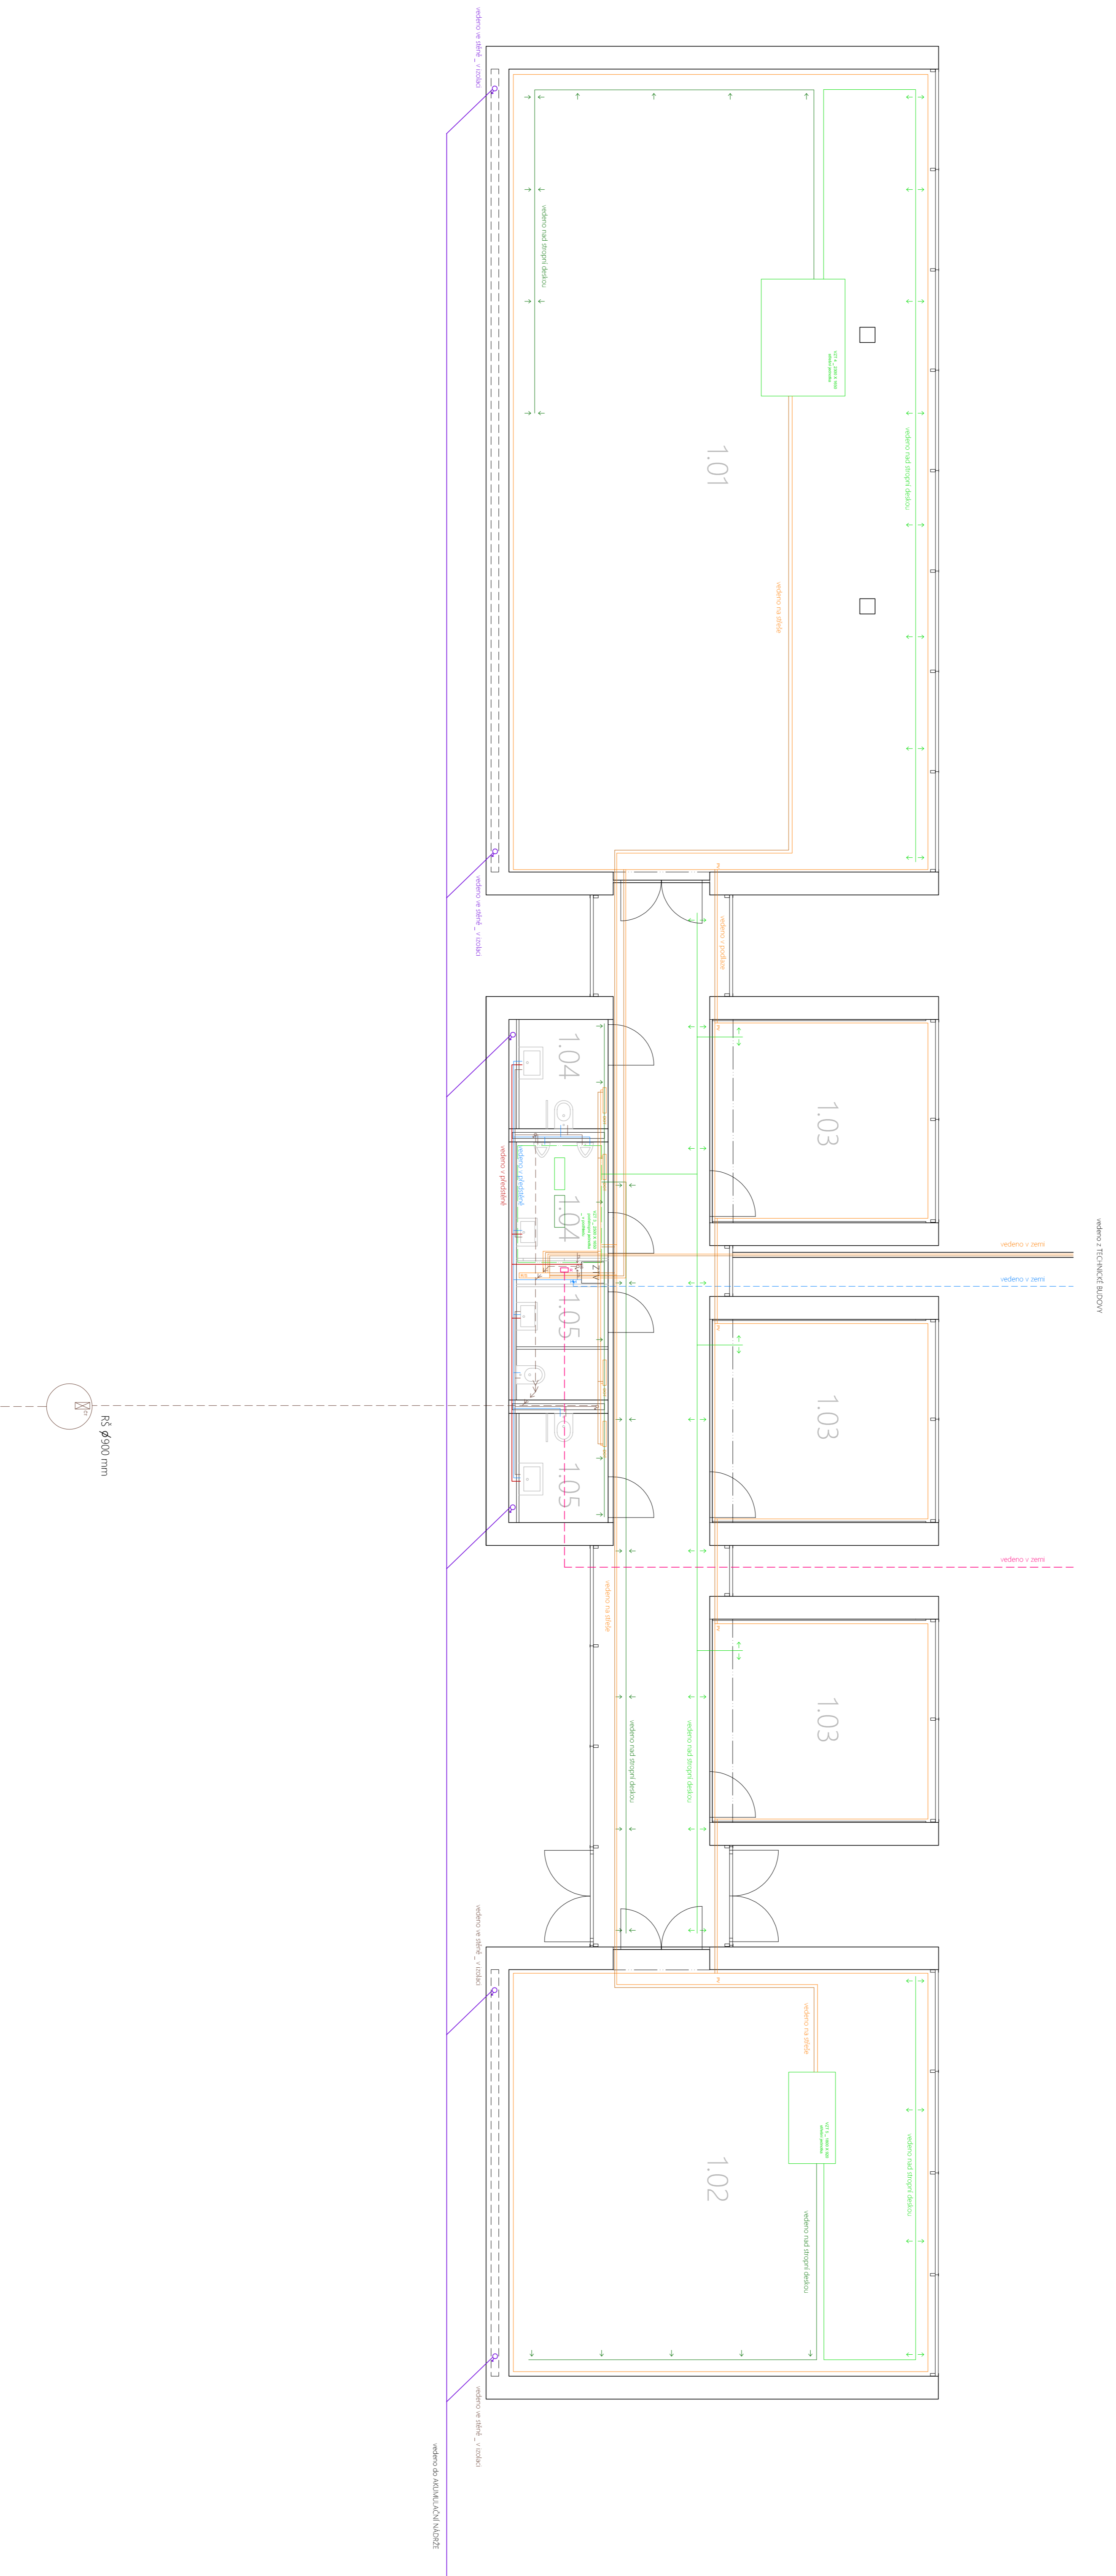 vedeno z TECHNICKÉ BUDOVY
vedeno ve stěně _ v izolaci
vedeno nad stropní deskou
vedeno nad stropní deskou
1.01
vedeno na střeše
vedeno ve stěně _ v izolaci
vedeno v podlaze
1.03
1.04
vedeno v předstěně
vedeno v předstěně
1.04
vedeno v zemi
vedeno v zemi
1.05
1.03
RŠ Ø900 mm
1.05
vedeno v zemi
vedeno na střeše
1.03
vedeno nad stropní deskou
vedeno nad stropní deskou
vedeno ve stěně _ v izolaci
vedeno na střeše
1.02
vedeno nad stropní deskou
vedeno nad stropní deskou
vedeno ve stěně _ v izolaci
vedeno do AKUMULAČNÍ NÁDRŽE